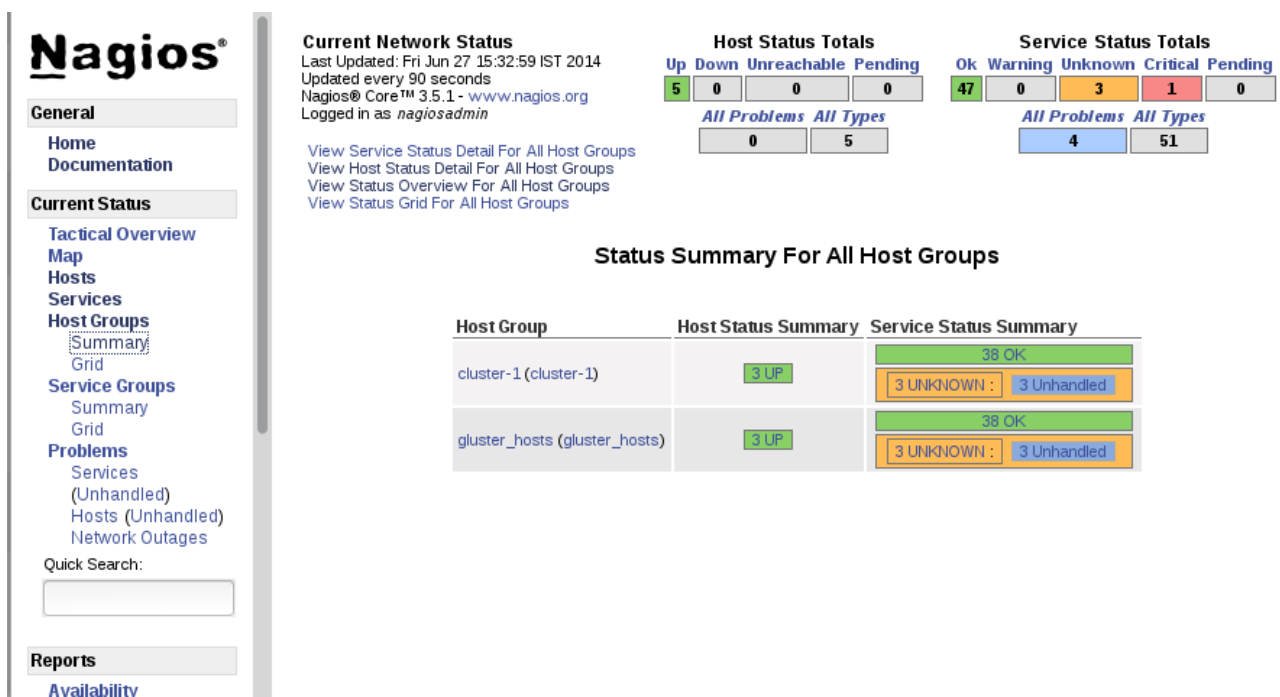 Nagios®
General
Home
Documentation
Current Status
Tactical Overview
Map
Hosts
Services
Host Groups
Summary
Grid
Service Groups
Summary
Grid
Problems
Services
(Unhandled)
Hosts (Unhandled)
Network Outages
Quick Search:
Reports
Availability
Current Network Status
Last Updated: Fri Jun 27 15:32:59 IST 2014
Updated every 90 seconds
Nagios® Core™ 3.5.1 - www.nagios.org
Logged in as nagiosadmin
View Service Status Detail For All Host Groups
View Host Status Detail For All Host Groups
View Status Overview For All Host Groups
View Status Grid For All Host Groups
Host Status Totals
Up Down Unreachable Pending
5 0 0 0
All Problems All Types
0 5
Service Status Totals
Ok Warning Unknown Critical Pending
47 0 3 1 0
All Problems All Types
4 51
Status Summary For All Host Groups
Host Group Host Status Summary Service Status Summary
cluster-1 (cluster-1) 3 UP 38 OK
3 UNKNOWN : 3 Unhandled
gluster_hosts (gluster_hosts) 3 UP 38 OK
3 UNKNOWN : 3 Unhandled